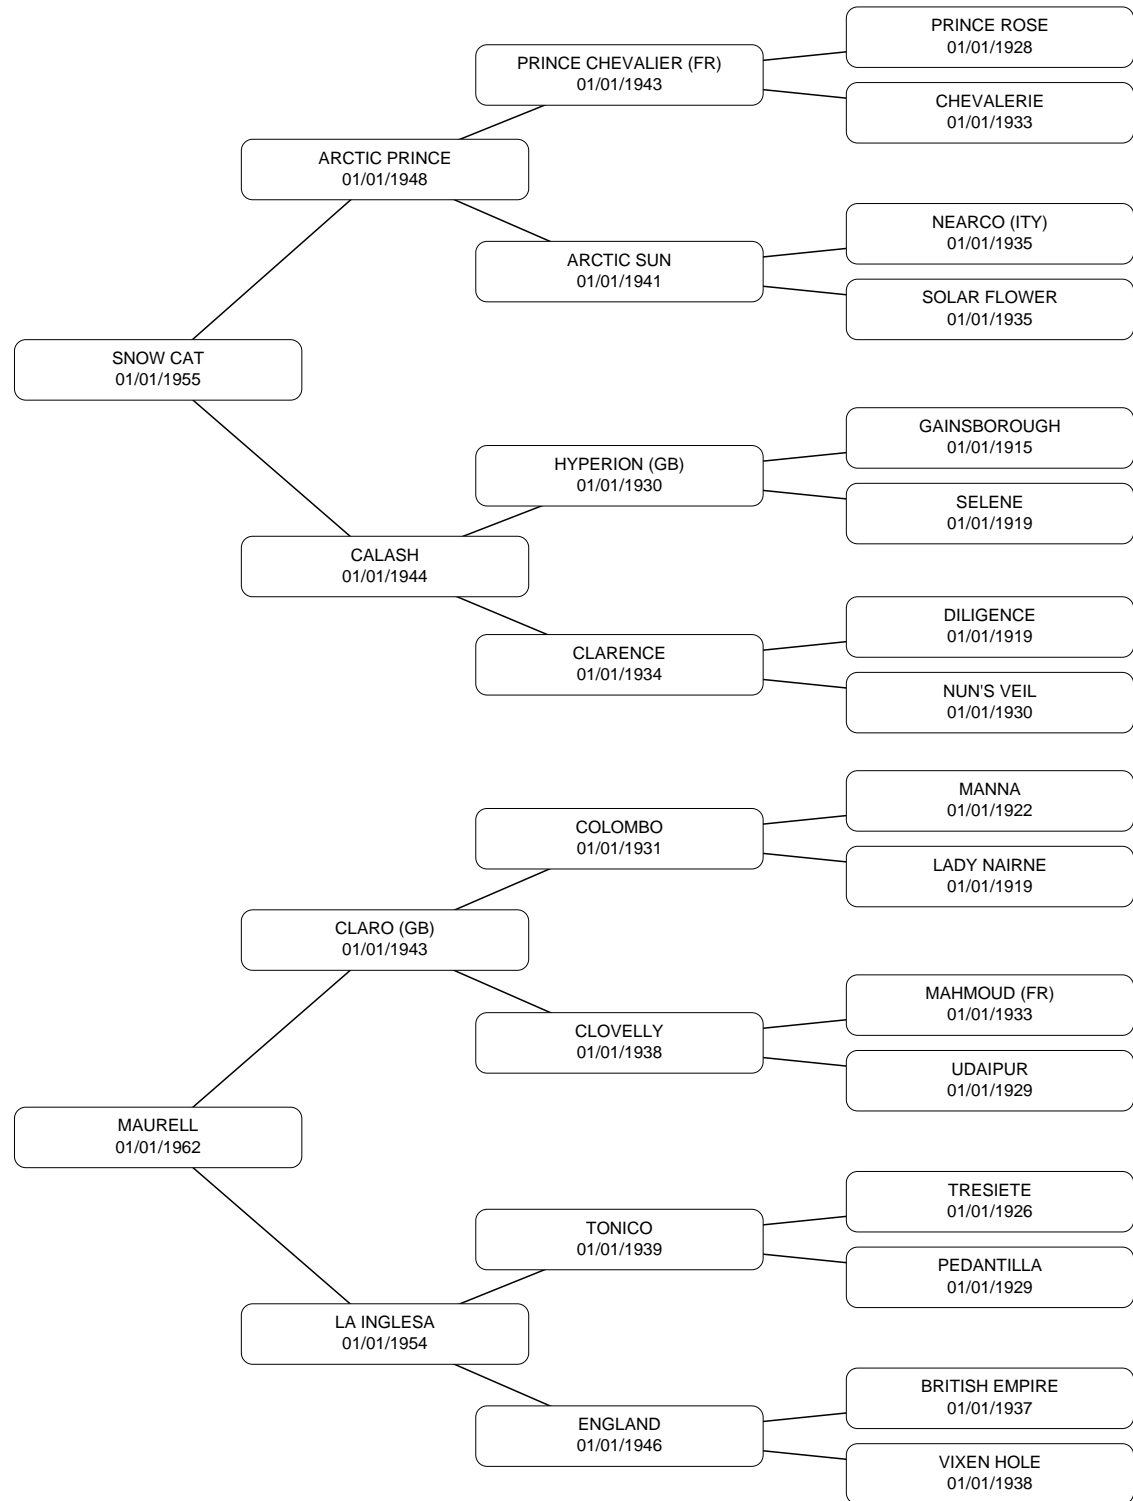 PRINCE ROSE
01/01/1928
PRINCE CHEVALIER (FR)
01/01/1943
CHEVALERIE
01/01/1933
ARCTIC PRINCE
01/01/1948
NEARCO (ITY)
01/01/1935
ARCTIC SUN
01/01/1941
SOLAR FLOWER
01/01/1935
SNOW CAT
01/01/1955
GAINSBOROUGH
01/01/1915
HYPERION (GB)
01/01/1930
SELENE
01/01/1919
CALASH
01/01/1944
DILIGENCE
01/01/1919
CLARENCE
01/01/1934
NUN'S VEIL
01/01/1930
MANNA
01/01/1922
COLOMBO
01/01/1931
LADY NAIRNE
01/01/1919
CLARO (GB)
01/01/1943
MAHMOUD (FR)
01/01/1933
CLOVELLY
01/01/1938
UDAIPUR
01/01/1929
MAURELL
01/01/1962
TRESIETE
01/01/1926
TONICO
01/01/1939
PEDANTILLA
01/01/1929
LA INGLESA
01/01/1954
BRITISH EMPIRE
01/01/1937
ENGLAND
01/01/1946
VIXEN HOLE
01/01/1938